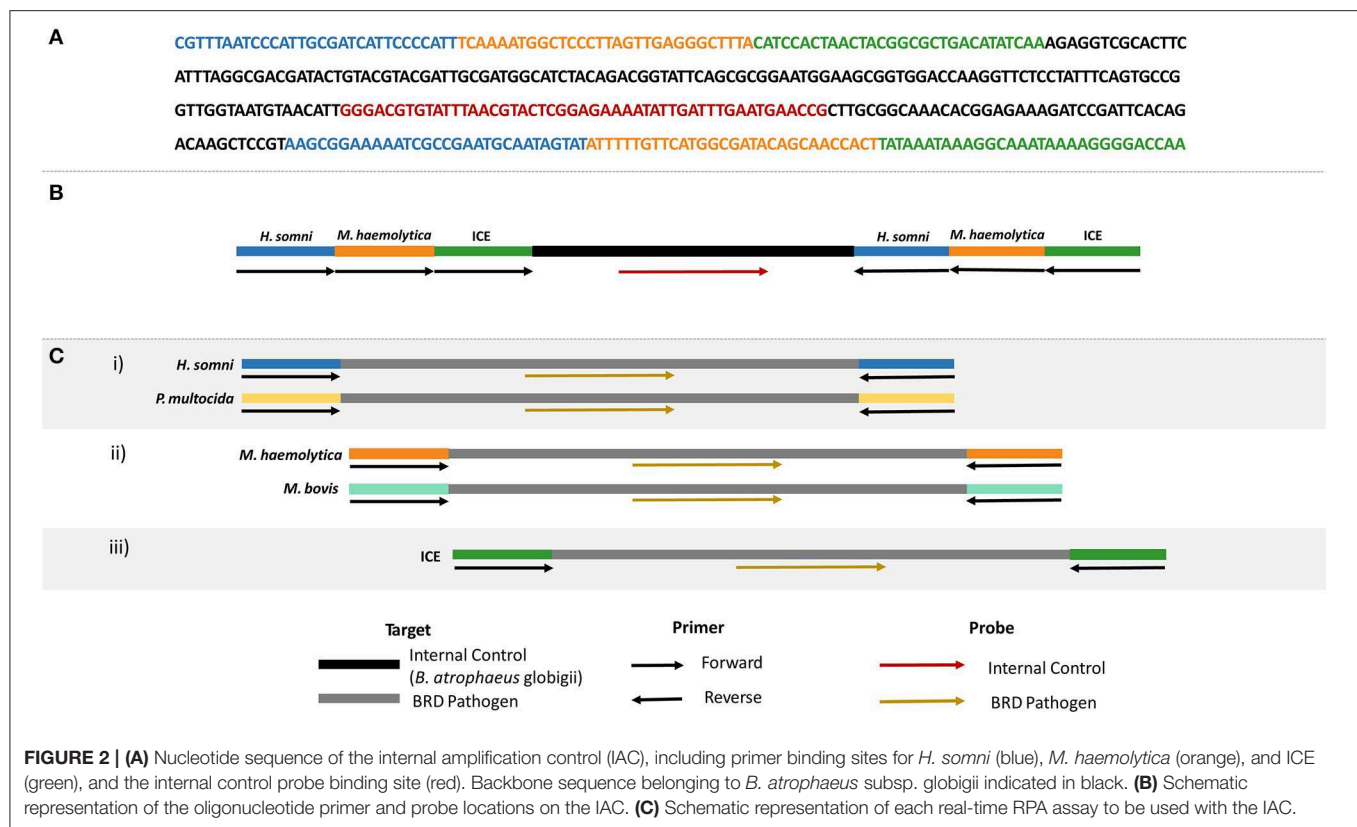 A
CGTTTAATCCCATTGCGATCATTCCCCATTTCAAAATGGCTCCCTTAGTTGAGGGCTTTACATCCACTAACTACGGCGCTGACATATCAAAGAGGTCGCACTTC
ATTTAGGCGACGATACTGTACGTACGATTGCGATGGCATCTACAGACGGTATTCAGCGCGGAATGGAAGCGGTGGACCAAGGTTCTCCTATTTCAGTGCCG
GTTGGTAATGTAACATTGGGACGTGTATTTAACGTACTCGGAGAAAATATTGATTTGAATGAACCGCTTGCGGCAAACACGGAGAAAGATCCGATTCACAG
ACAAGCTCCGTAAGCGGAAAAATCGCCGAATGCAATAGTATATTTTTGTTCATGGCGATACAGCAACCACTTATAAATAAAGGCAAATAAAAGGGGACCAA
B
H. somni M. haemolytica ICE H. somni M. haemolytica ICE
C
i)
H. somni
P. multocida
ii)
M. haemolytica
M. bovis
iii)
ICE
Target Primer Probe
Internal Control
(B. atrophaeus globigii)
Forward
Internal Control
BRD Pathogen
Reverse
BRD Pathogen
FIGURE 2 | (A) Nucleotide sequence of the internal amplification control (IAC), including primer binding sites for H. somni (blue), M. haemolytica (orange), and ICE
(green), and the internal control probe binding site (red). Backbone sequence belonging to B. atrophaeus subsp. globigii indicated in black. (B) Schematic
representation of the oligonucleotide primer and probe locations on the IAC. (C) Schematic representation of each real-time RPA assay to be used with the IAC.